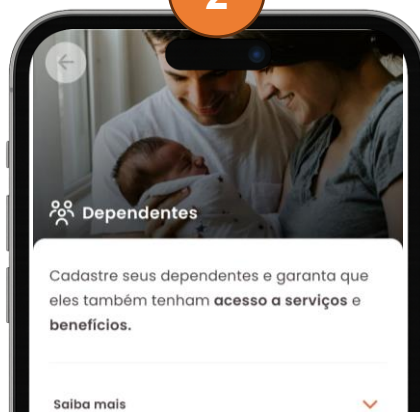 2
Dependentes
Cadastre seus dependentes e garanta que
eles também tenham acesso a serviços e
benefícios.
Saiba mais